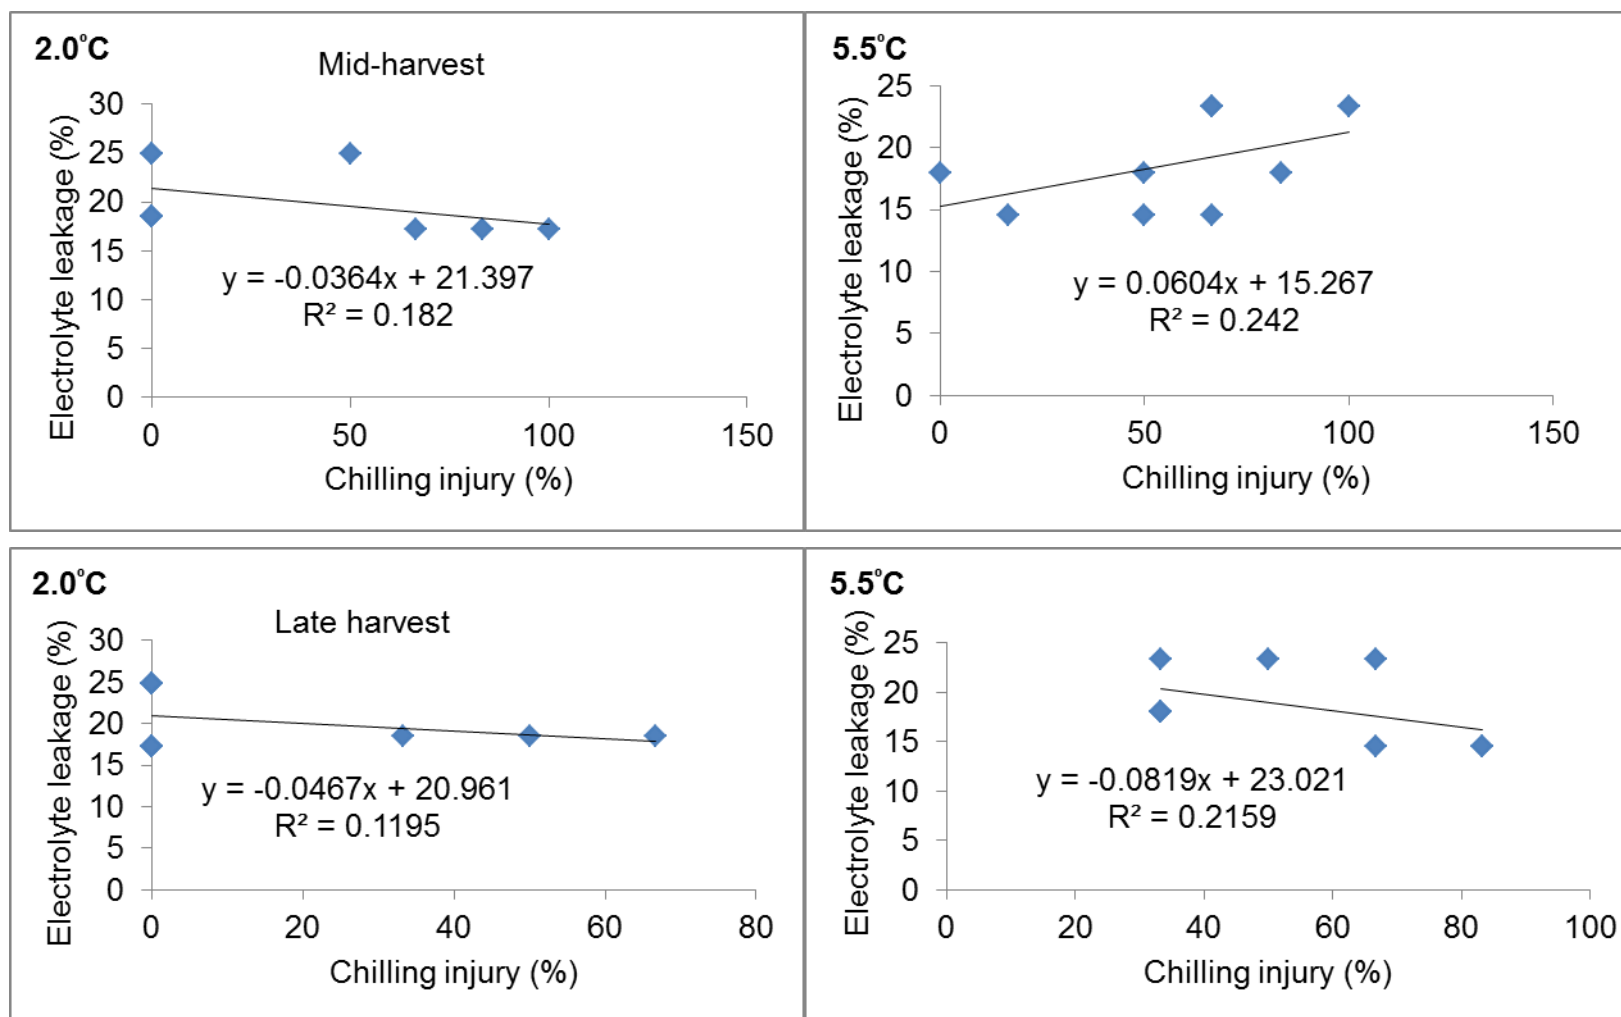 2.0°C
Mid-harvest
Electrolyte leakage (%)
30
25
20
15
10
5
0
y = -0.0364x + 21.397
R² = 0.182
0 50 100 150
Chilling injury (%)
5.5°C
Electrolyte leakage (%)
25
20
15
10
5
0
y = 0.0604x + 15.267
R² = 0.242
0 50 100 150
Chilling injury (%)
2.0°C
Late harvest
Electrolyte leakage (%)
30
25
20
15
10
5
0
y = -0.0467x + 20.961
R² = 0.1195
0 20 40 60 80
Chilling injury (%)
5.5°C
Electrolyte leakage (%)
25
20
15
10
5
0
y = -0.0819x + 23.021
R² = 0.2159
0 20 40 60 80 100
Chilling injury (%)